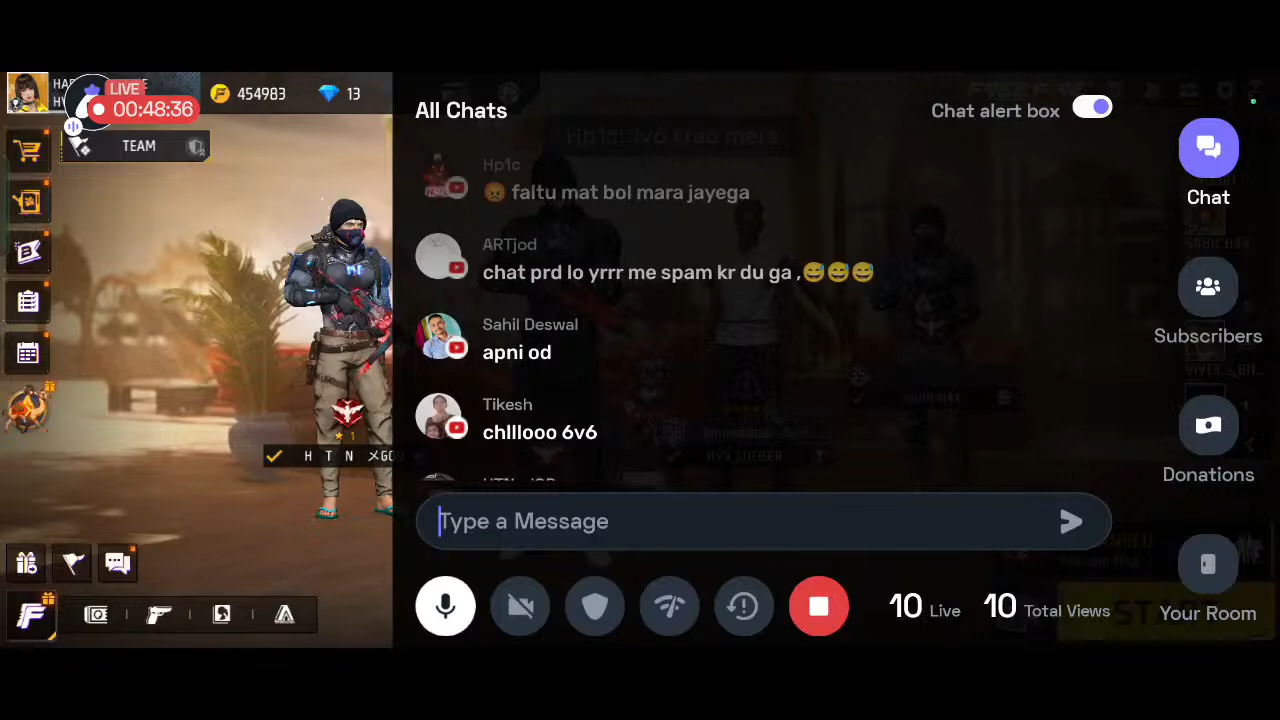 LIVE
00:48:36
454983
13
TEAM
H T N
All Chats
Chat alert box
Hp1c
😡 faltu mat bol mara jayega
ARTjod
chat prd lo yrrr me spam kr du ga ,😅😅😅
Sahil Deswal
apni od
Tikesh
chlllooo 6v6
Type a Message
10 Live
10 Total Views
Chat
Subscribers
Donations
Your Room
START